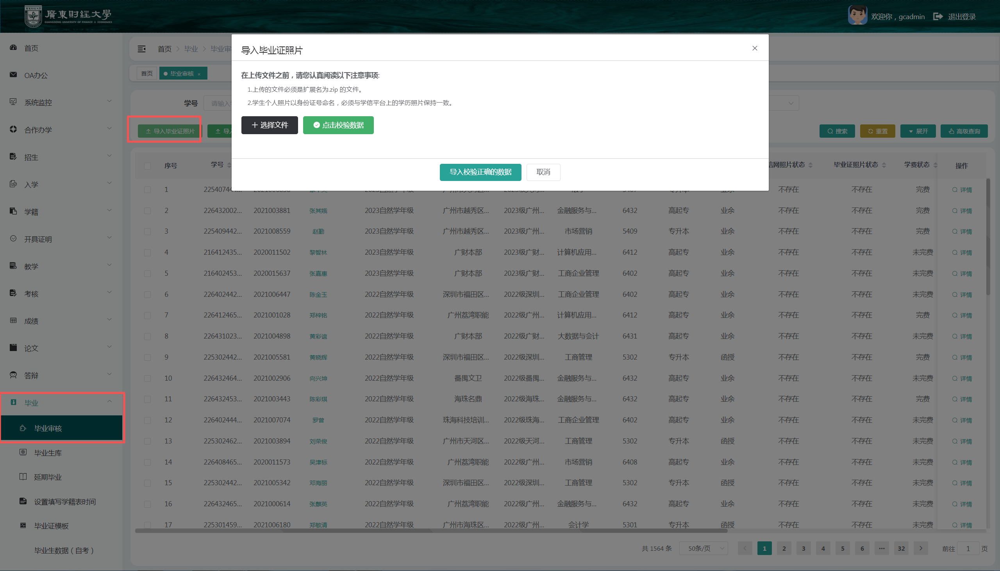 廣東財經大學
GUANGDONG UNIVERSITY OF FINANCE & ECONOMICS
欢迎你，gcadmin 退出登录
首页
OA办公
系统监控
合作办学
招生
入学
学籍
开具证明
教学
考核
成绩
论文
答辩
毕业
毕业审核
毕业生库
延期毕业
设置填写学籍表时间
毕业证模板
毕业生数据（自考）
首页 > 毕业 > 毕业审
首页 毕业审核 ×
学号 请输入
导入毕业证照片 导
搜索 重置 展开 高级查询
导入毕业证照片
在上传文件之前，请您认真阅读以下注意事项:
1.上传的文件必须是扩展名为.zip 的文件。
2.学生个人照片以身份证号命名，必须与学信平台上的学历照片保持一致。
选择文件 点击校验数据
导入校验正确的数据 取消
序号 学号 信网照片状态 毕业证照片状态 学费状态 操作
1 不存在 不存在 完费 详情
2 226432002... 2021003881 张其娥 2023自然学年级 广州市越秀区... 2022级广州... 金融服务与... 6432 高起专 业余 不存在 不存在 完费 详情
3 225409442... 2021008559 赵勤 2023自然学年级 广州市越秀区... 2023级广州... 市场营销 5409 专升本 业余 不存在 不存在 完费 详情
4 216412435... 2020011502 黎智林 2023自然学年级 广财本部 2023级广财... 计算机应用... 6412 高起专 业余 不存在 不存在 未完费 详情
5 216402453... 2020015637 张嘉惠 2023自然学年级 广财本部 2023级广财... 工商企业管理 6402 高起专 业余 不存在 不存在 未完费 详情
6 226402442... 2021006447 陈金玉 2022自然学年级 深圳市福田区... 2022级深圳... 工商企业管理 6402 高起专 业余 不存在 不存在 未完费 详情
7 226412465... 2021001028 郑梓铭 2022自然学年级 广州荔湾职能 2022级广州... 计算机应用... 6412 高起专 业余 不存在 不存在 完费 详情
8 226431023... 2021004898 黄彩谊 2022自然学年级 广财本部 2022级广财... 大数据与会计 6431 高起专 业余 不存在 不存在 未完费 详情
9 225302442... 2021005581 黄晓辉 2022自然学年级 深圳市福田区... 2022级深圳... 工商管理 5302 专升本 函授 不存在 不存在 完费 详情
10 226432464... 2021002906 向兴坤 2022自然学年级 番禺文卫 2022级番禺... 金融服务与... 6432 高起专 业余 不存在 不存在 未完费 详情
11 226432453... 2021003443 陈彩琪 2022自然学年级 海珠名鼎 2022级海珠... 金融服务与... 6432 高起专 业余 不存在 不存在 完费 详情
12 226402444... 2021007074 罗曾 2022自然学年级 珠海科技培训... 2022级珠海... 工商企业管理 6402 高起专 业余 不存在 不存在 未完费 详情
13 225302462... 2021003894 刘荣俊 2022自然学年级 广州市天河区... 2022级天河... 工商管理 5302 专升本 函授 不存在 不存在 未完费 详情
14 226408465... 2021011573 吴津标 2022自然学年级 广州荔湾职能 2022级广州... 市场营销 6408 高起专 业余 不存在 不存在 未完费 详情
15 225302442... 2021005342 邓海丽 2022自然学年级 深圳市福田区... 2022级深圳... 工商管理 5302 专升本 函授 不存在 不存在 未完费 详情
16 226432465... 2021000614 张麒英 2022自然学年级 广州荔湾职能 2022级广州... 金融服务与... 6432 高起专 业余 不存在 不存在 未完费 详情
17 225301459... 2021006180 郑敏清 2022自然学年级 广州市海珠区... 2022级广州... 会计学 5301 专升本 函授 不存在 不存在 未完费 详情
共 1564 条 50条/页 < 1 2 3 4 5 6 ··· 32 > 前往 1 页